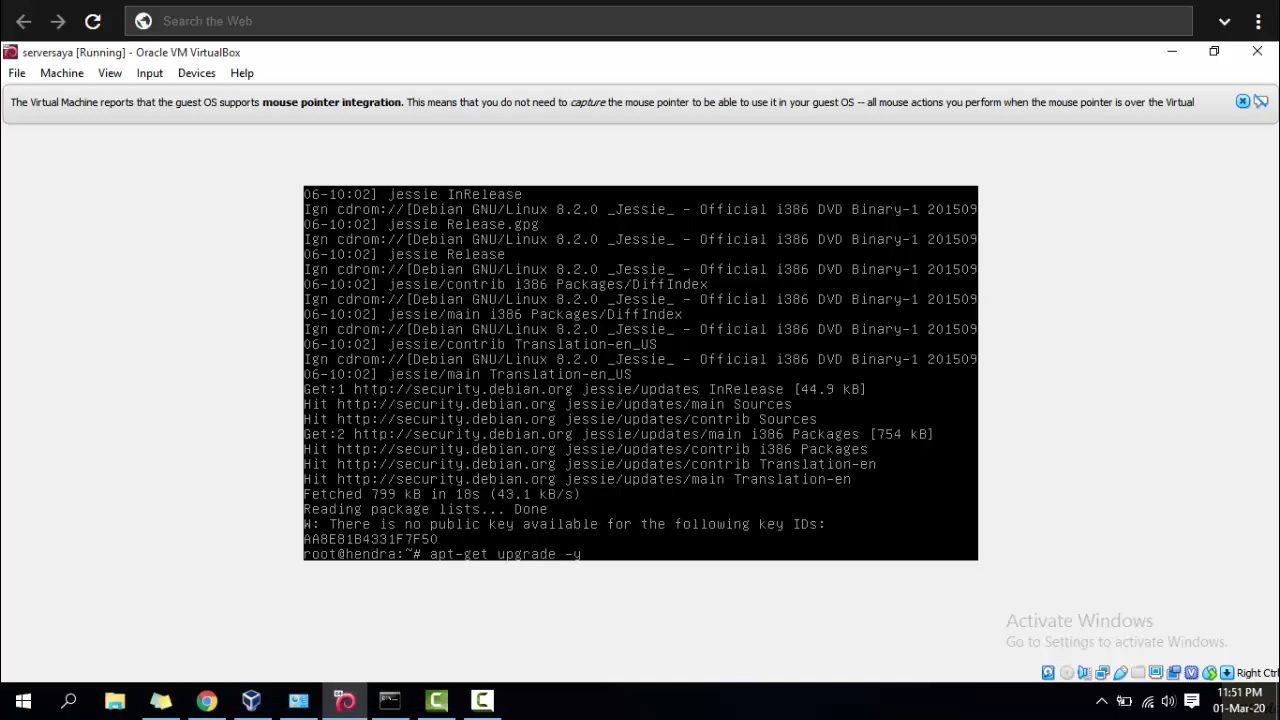 Search the Web
serversaya [Running] - Oracle VM VirtualBox
File Machine View Input Devices Help
The Virtual Machine reports that the guest OS supports mouse pointer integration. This means that you do not need to capture the mouse pointer to be able to use it in your guest OS -- all mouse actions you perform when the mouse pointer is over the Virtual
06-10:02] jessie InRelease
Ign cdrom://[Debian GNU/Linux 8.2.0 _Jessie_ - Official i386 DVD Binary-1 201509
06-10:02] jessie Release.gpg
Ign cdrom://[Debian GNU/Linux 8.2.0 _Jessie_ - Official i386 DVD Binary-1 201509
06-10:02] jessie Release
Ign cdrom://[Debian GNU/Linux 8.2.0 _Jessie_ - Official i386 DVD Binary-1 201509
06-10:02] jessie/contrib i386 Packages/DiffIndex
Ign cdrom://[Debian GNU/Linux 8.2.0 _Jessie_ - Official i386 DVD Binary-1 201509
06-10:02] jessie/main i386 Packages/DiffIndex
Ign cdrom://[Debian GNU/Linux 8.2.0 _Jessie_ - Official i386 DVD Binary-1 201509
06-10:02] jessie/contrib Translation-en_US
Ign cdrom://[Debian GNU/Linux 8.2.0 _Jessie_ - Official i386 DVD Binary-1 201509
06-10:02] jessie/main Translation-en_US
Get:1 http://security.debian.org jessie/updates InRelease [44.9 kB]
Hit http://security.debian.org jessie/updates/main Sources
Hit http://security.debian.org jessie/updates/contrib Sources
Get:2 http://security.debian.org jessie/updates/main i386 Packages [754 kB]
Hit http://security.debian.org jessie/updates/contrib i386 Packages
Hit http://security.debian.org jessie/updates/contrib Translation-en
Hit http://security.debian.org jessie/updates/main Translation-en
Fetched 799 kB in 18s (43.1 kB/s)
Reading package lists... Done
W: There is no public key available for the following key IDs:
AA8E81B4331F7F50
root@hendra:~# apt-get upgrade -y
Activate Windows
Go to Settings to activate Windows.
Right Ctrl
11:51 PM
01-Mar-20